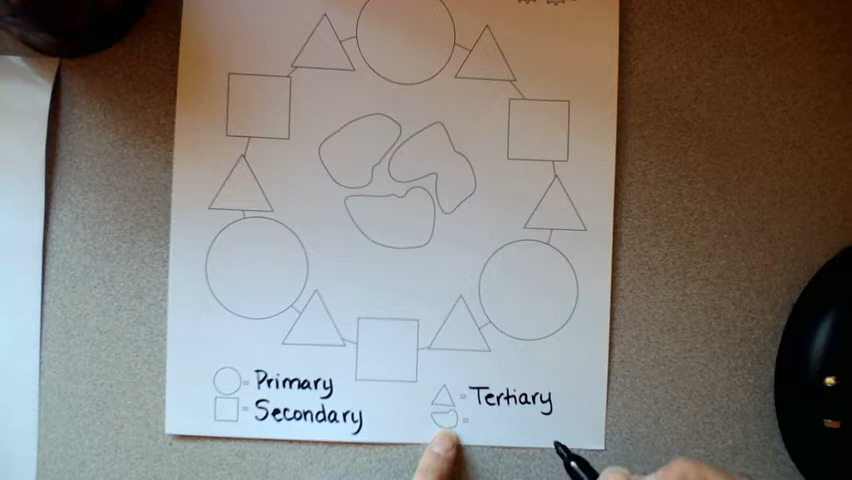 = Primary
= Secondary
= Tertiary
=